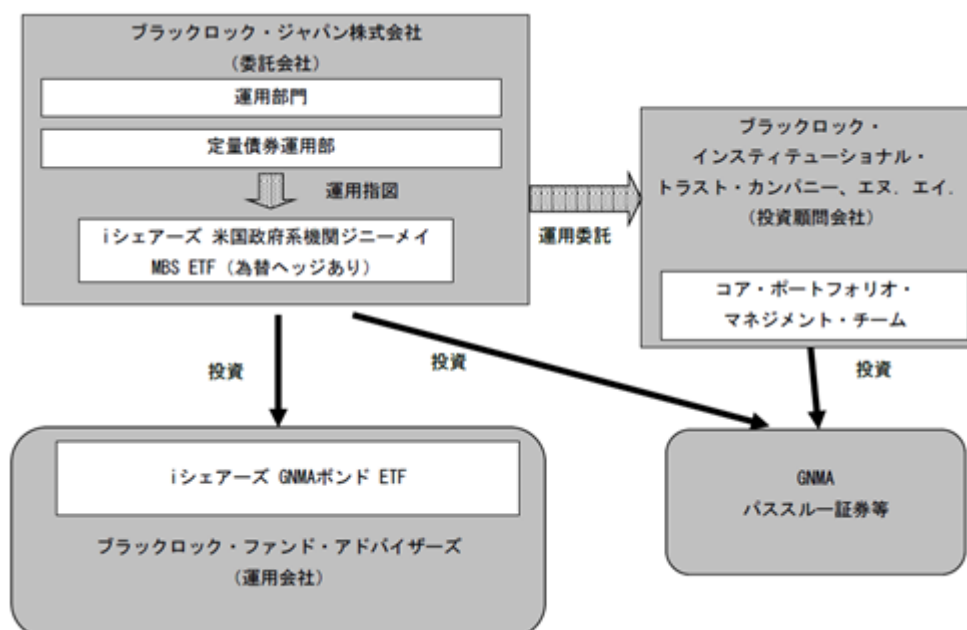 ブラックロック・ジャパン株式会社
(委託会社)
運用部門
定量債券運用部
運用指図
iシェアーズ 米国政府系機関ジニーメイ
MBS ETF（為替ヘッジあり）
運用委託
ブラックロック・
インスティテューショナル・
トラスト・カンパニー、エヌ．エイ．
(投資顧問会社)
コア・ポートフォリオ・
マネジメント・チーム
投資
投資
投資
iシェアーズ GNMAボンド ETF
ブラックロック・ファンド・アドバイザーズ
(運用会社)
GNMA
パススルー証券等